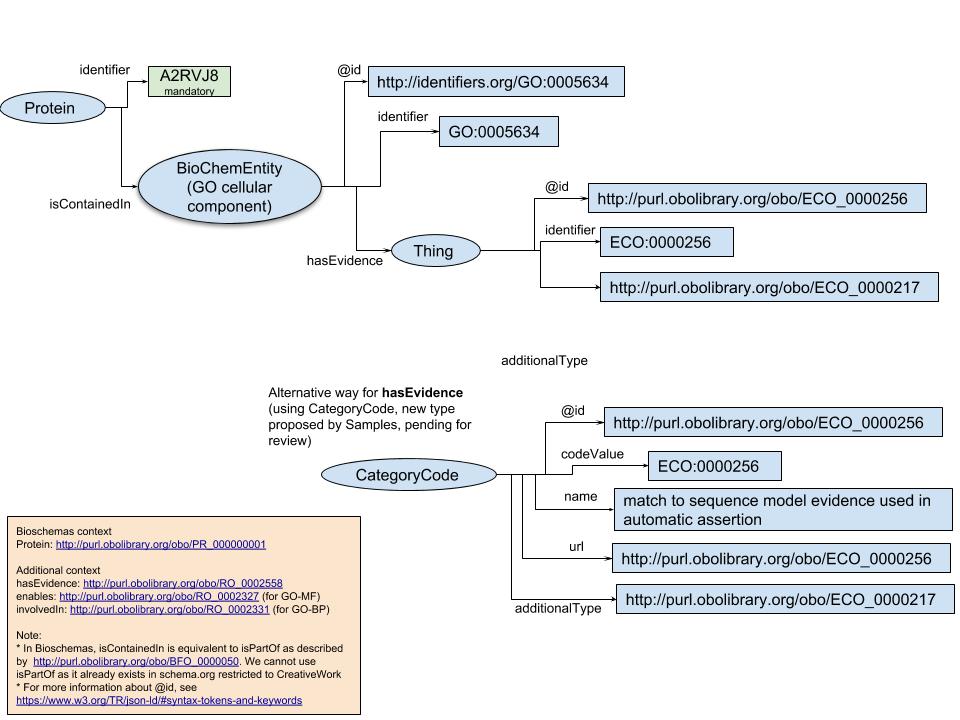 identifier
A2RVJ8
mandatory
Protein
isContainedIn
BioChemEntity
(GO cellular
component)
@id
http://identifiers.org/GO:0005634
identifier
GO:0005634
hasEvidence
Thing
@id
http://purl.obolibrary.org/obo/ECO_0000256
identifier
ECO:0000256
http://purl.obolibrary.org/obo/ECO_0000217
additionalType
Alternative way for hasEvidence
(using CategoryCode, new type
proposed by Samples, pending for
review)
CategoryCode
@id
http://purl.obolibrary.org/obo/ECO_0000256
codeValue
ECO:0000256
name
match to sequence model evidence used in
automatic assertion
url
http://purl.obolibrary.org/obo/ECO_0000256
additionalType
http://purl.obolibrary.org/obo/ECO_0000217
Bioschemas context
Protein: http://purl.obolibrary.org/obo/PR_000000001
Additional context
hasEvidence: http://purl.obolibrary.org/obo/RO_0002558
enables: http://purl.obolibrary.org/obo/RO_0002327 (for GO-MF)
involvedIn: http://purl.obolibrary.org/obo/RO_0002331 (for GO-BP)
Note:
* In Bioschemas, isContainedIn is equivalent to isPartOf as described
by http://purl.obolibrary.org/obo/BFO_0000050. We cannot use
isPartOf as it already exists in schema.org restricted to CreativeWork
* For more information about @id, see
https://www.w3.org/TR/json-ld/#syntax-tokens-and-keywords